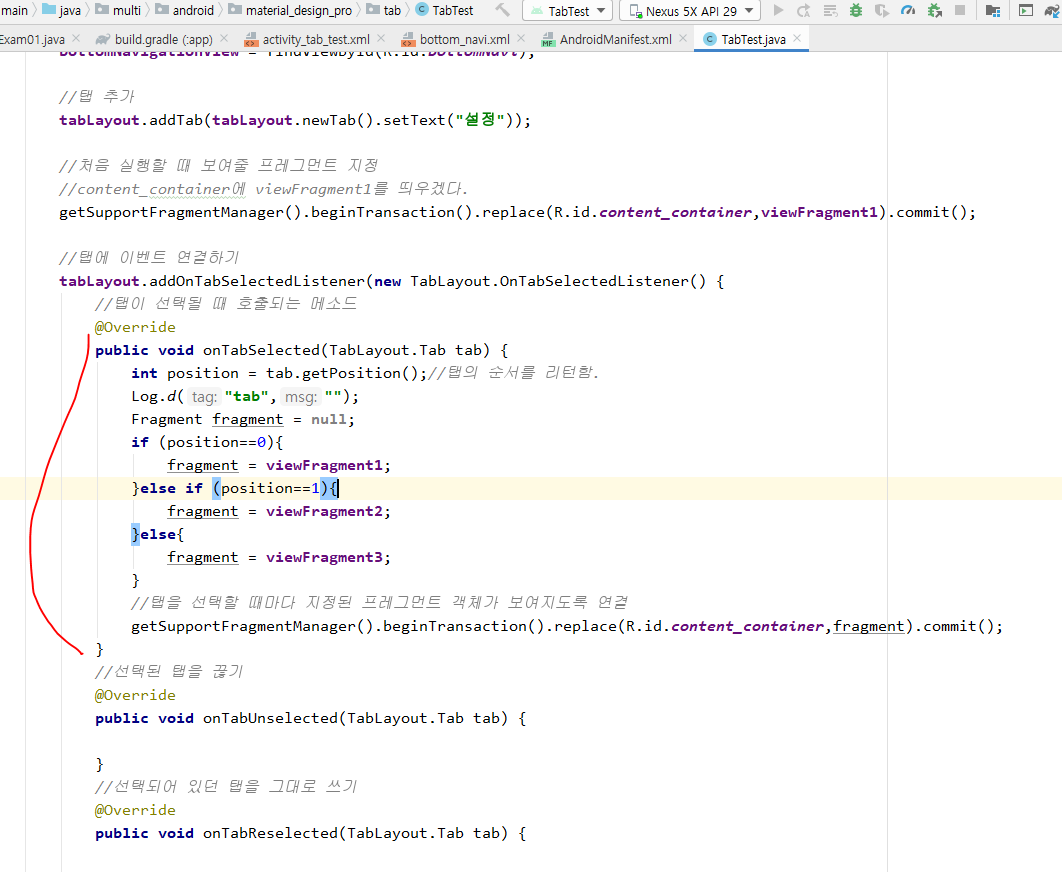 main java multi android material_design_pro tab TabTest TabTest Nexus 5X API 29
Exam01.java build.gradle (:app) activity_tab_test.xml bottom_navi.xml AndroidManifest.xml TabTest.java
bottomNavigationView = findViewById(R.id.bottomNavi);
//탭 추가
tabLayout.addTab(tabLayout.newTab().setText("설정"));
//처음 실행할 때 보여줄 프레그먼트 지정
//content_container에 viewFragment1를 띄우겠다.
getSupportFragmentManager().beginTransaction().replace(R.id.content_container,viewFragment1).commit();
//탭에 이벤트 연결하기
tabLayout.addOnTabSelectedListener(new TabLayout.OnTabSelectedListener() {
//탭이 선택될 때 호출되는 메소드
@Override
public void onTabSelected(TabLayout.Tab tab) {
int position = tab.getPosition();//탭의 순서를 리턴함.
Log.d( tag: "tab", msg: "");
Fragment fragment = null;
if (position==0){
fragment = viewFragment1;
}else if (position==1){
fragment = viewFragment2;
}else{
fragment = viewFragment3;
}
//탭을 선택할 때마다 지정된 프레그먼트 객체가 보여지도록 연결
getSupportFragmentManager().beginTransaction().replace(R.id.content_container,fragment).commit();
}
//선택된 탭을 끊기
@Override
public void onTabUnselected(TabLayout.Tab tab) {
}
//선택되어 있던 탭을 그대로 쓰기
@Override
public void onTabReselected(TabLayout.Tab tab) {